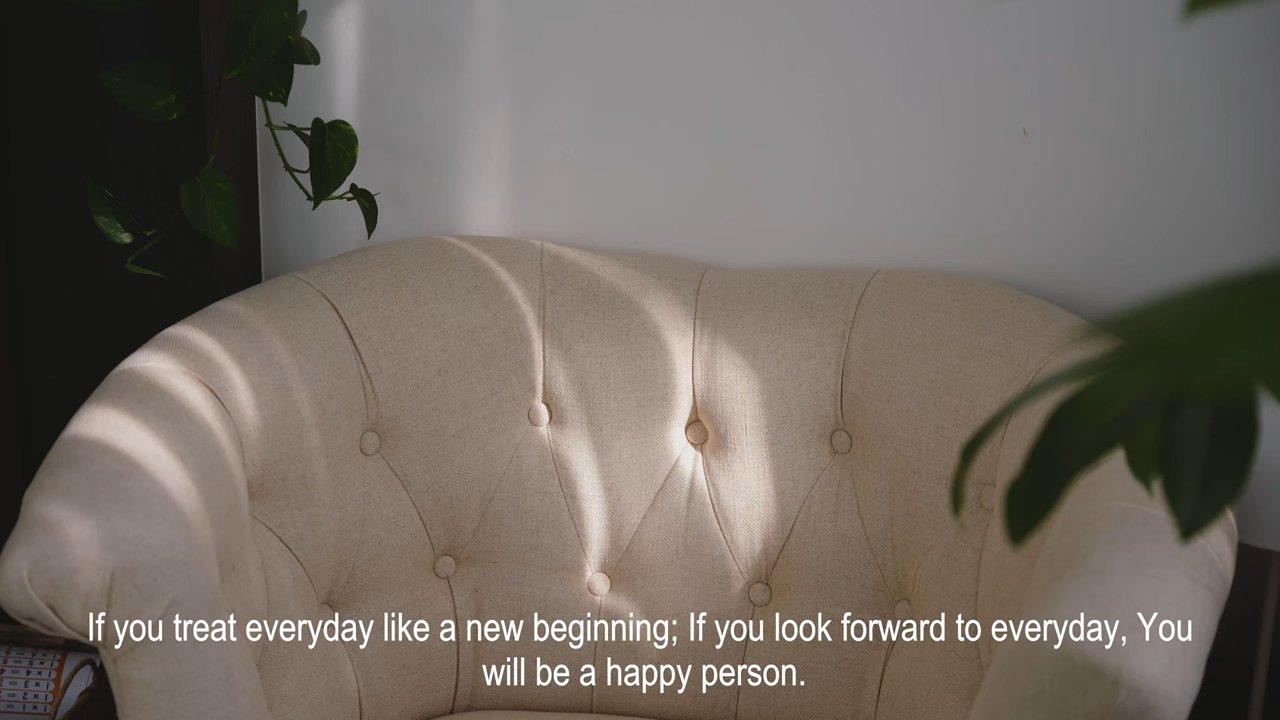 If you treat everyday like a new beginning; If you look forward to everyday, You
will be a happy person.